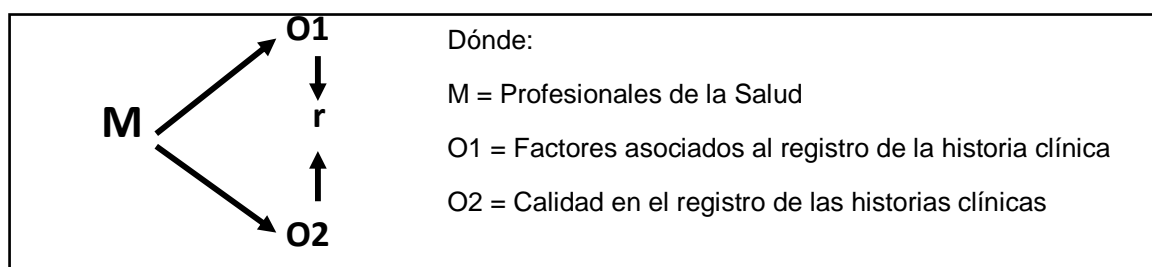 O1
r
M
O2
Dónde:
M = Profesionales de la Salud
O1 = Factores asociados al registro de la historia clínica
O2 = Calidad en el registro de las historias clínicas